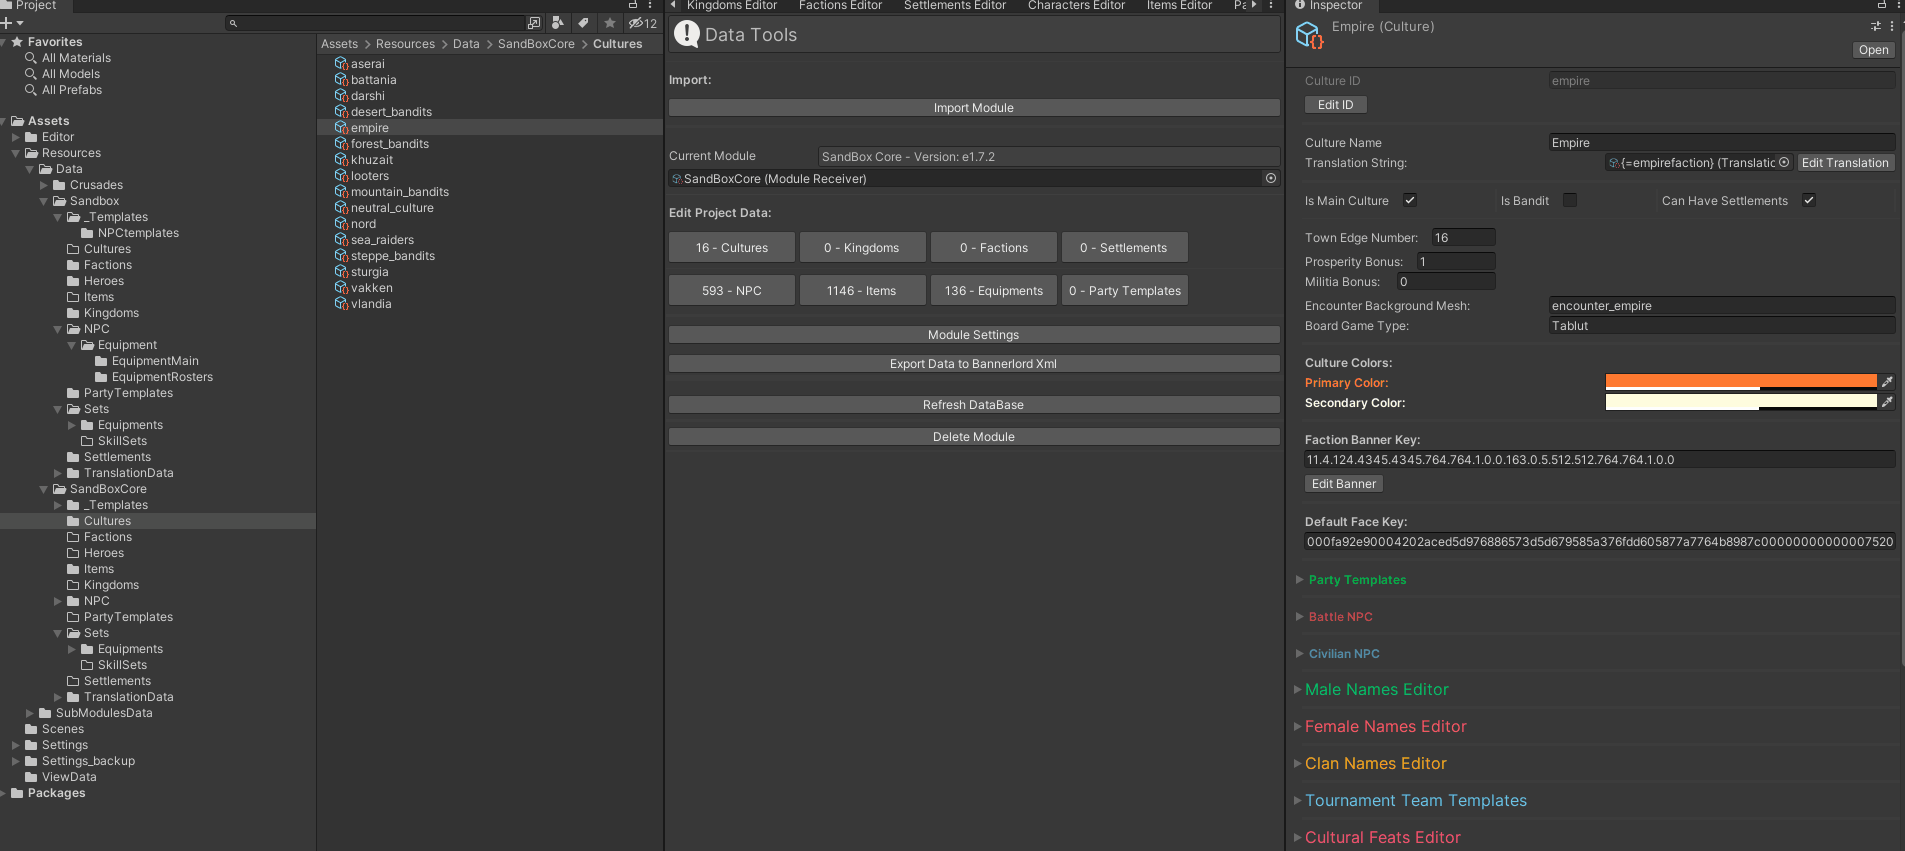 Project
12
Favorites
All Materials
All Models
All Prefabs
Assets
Editor
Resources
Data
Crusades
Sandbox
_Templates
NPCtemplates
Cultures
Factions
Heroes
Items
Kingdoms
NPC
Equipment
EquipmentMain
EquipmentRosters
PartyTemplates
Sets
Equipments
SkillSets
Settlements
TranslationData
SandBoxCore
_Templates
Cultures
Factions
Heroes
Items
Kingdoms
NPC
PartyTemplates
Sets
Equipments
SkillSets
Settlements
TranslationData
SubModulesData
Scenes
Settings
Settings_backup
ViewData
Packages
Assets > Resources > Data > SandBoxCore > Cultures
aserai
battania
darshi
desert_bandits
empire
forest_bandits
khuzait
looters
mountain_bandits
neutral_culture
nord
sea_raiders
steppe_bandits
sturgia
vakken
vlandia
Kingdoms Editor Factions Editor Settlements Editor Characters Editor Items Editor
Data Tools
Import:
Import Module
Current Module SandBox Core - Version: e1.7.2
SandBoxCore (Module Receiver)
Edit Project Data:
16 - Cultures 0 - Kingdoms 0 - Factions 0 - Settlements
593 - NPC 1146 - Items 136 - Equipments 0 - Party Templates
Module Settings
Export Data to Bannerlord Xml
Refresh DataBase
Delete Module
Inspector
Empire (Culture)
Open
Culture ID empire
Edit ID
Culture Name Empire
Translation String: {=empirefaction} (Translatio Edit Translation
Is Main Culture Is Bandit Can Have Settlements
Town Edge Number: 16
Prosperity Bonus: 1
Militia Bonus: 0
Encounter Background Mesh: encounter_empire
Board Game Type: Tablut
Culture Colors:
Primary Color:
Secondary Color:
Faction Banner Key:
11.4.124.4345.4345.764.764.1.0.0.163.0.5.512.512.764.764.1.0.0
Edit Banner
Default Face Key:
000fa92e90004202aced5d976886573d5d679585a376fdd605877a7764b8987c00000000000007520
Party Templates
Battle NPC
Civilian NPC
Male Names Editor
Female Names Editor
Clan Names Editor
Tournament Team Templates
Cultural Feats Editor